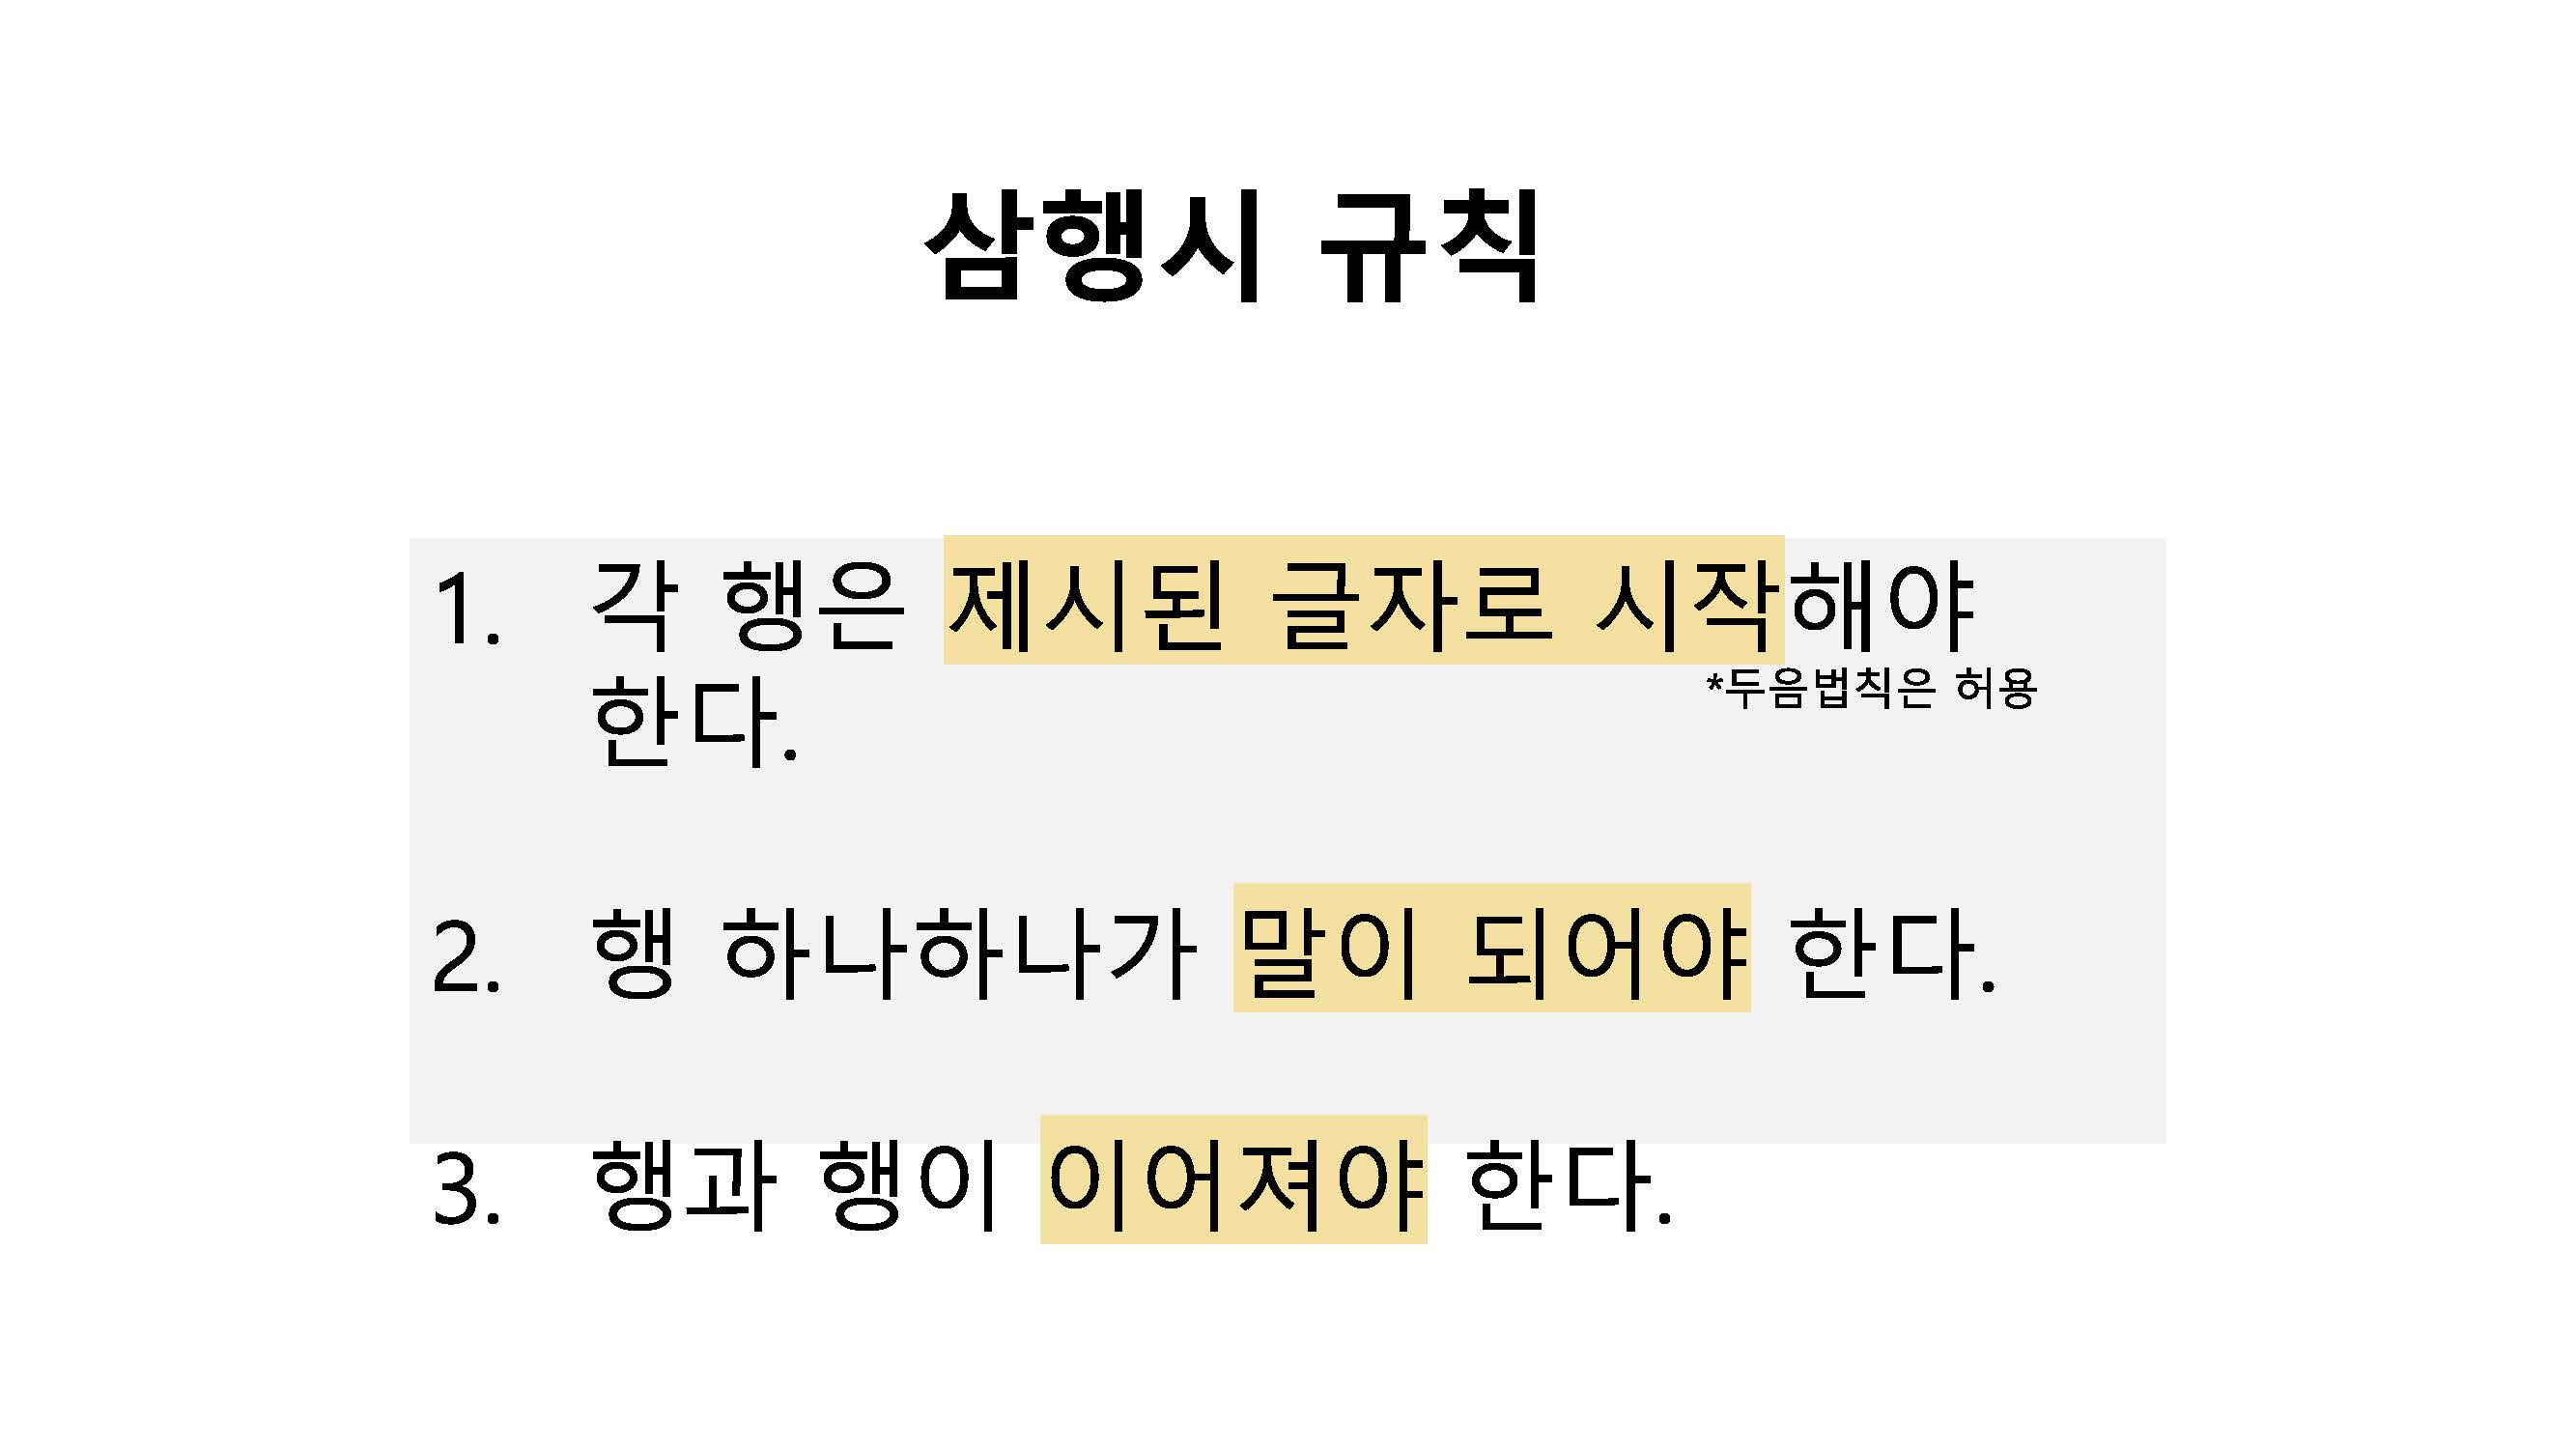 삼행시 규칙
1. 각 행은 제시된 글자로 시작해야
*두음법칙은 허용
한다.
2. 행 하나하나가 말이 되어야 한다.
3. 행과 행이 이어져야 한다.